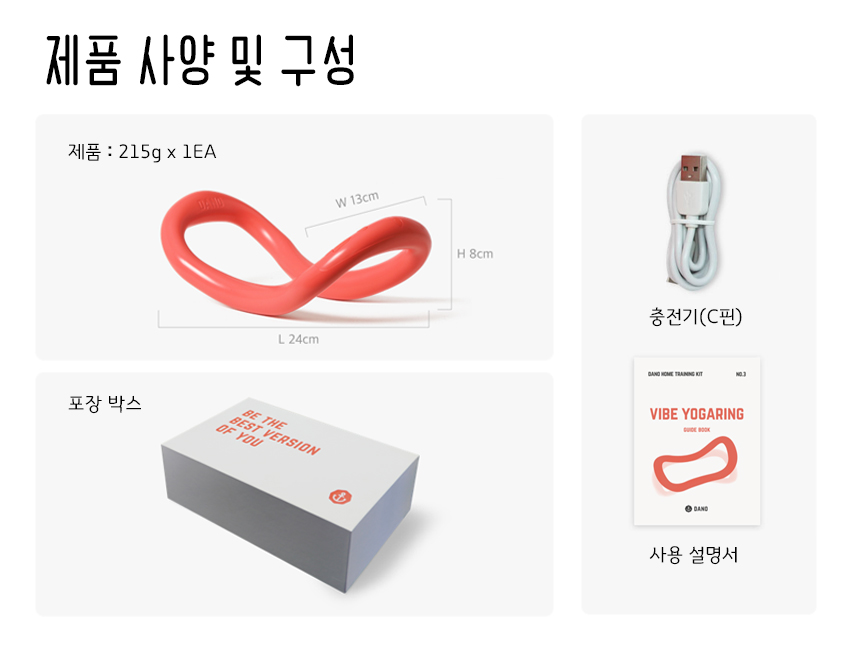 제품 사양 및 구성
제품 : 215g x 1EA
W 13cm
H 8cm
L 24cm
포장 박스
BE THE
BEST VERSION
OF YOU
충전기(C핀)
DANO HOME TRAINING KIT NO.3
VIBE YOGARING
GUIDE BOOK
DANO
사용 설명서